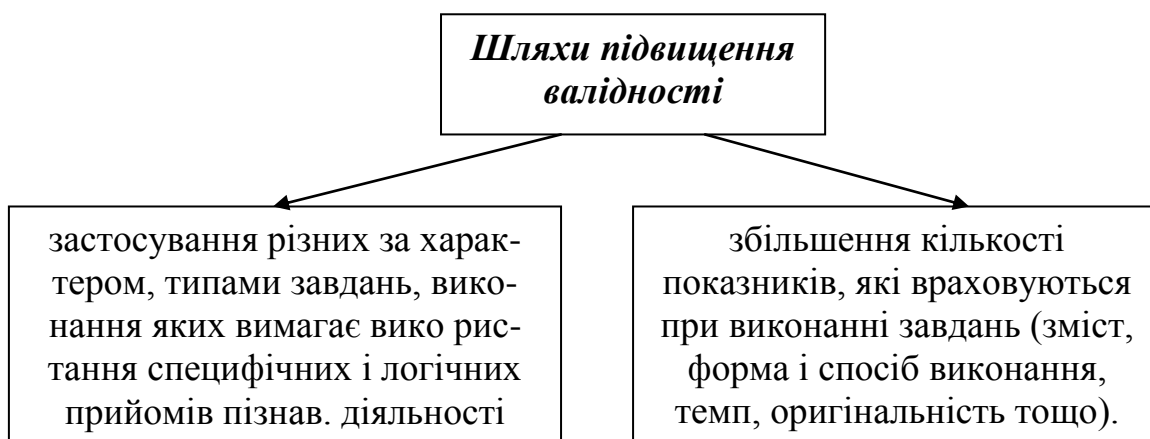 Шляхи підвищення
валідності
застосування різних за харак-
тером, типами завдань, вико-
нання яких вимагає вико рис-
тання специфічних і логічних
прийомів пізнав. діяльності
збільшення кількості
показників, які враховуються
при виконанні завдань (зміст,
форма і спосіб виконання,
темп, оригінальність тощо).